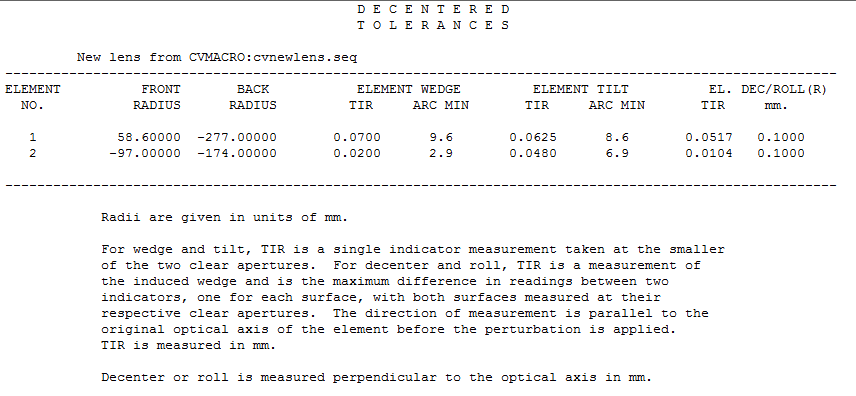 D E C E N T E R E D
T O L E R A N C E S
New lens from CVMACRO:cvnewlens.seq
ELEMENT FRONT BACK ELEMENT WEDGE ELEMENT TILT EL. DEC/ROLL(R)
NO. RADIUS RADIUS TIR ARC MIN TIR ARC MIN TIR mm.
1 58.60000 -277.00000 0.0700 9.6 0.0625 8.6 0.0517 0.1000
2 -97.00000 -174.00000 0.0200 2.9 0.0480 6.9 0.0104 0.1000
Radii are given in units of mm.
For wedge and tilt, TIR is a single indicator measurement taken at the smaller
of the two clear apertures.  For decenter and roll, TIR is a measurement of
the induced wedge and is the maximum difference in readings between two
indicators, one for each surface, with both surfaces measured at their
respective clear apertures.  The direction of measurement is parallel to the
original optical axis of the element before the perturbation is applied.
TIR is measured in mm.
Decenter or roll is measured perpendicular to the optical axis in mm.